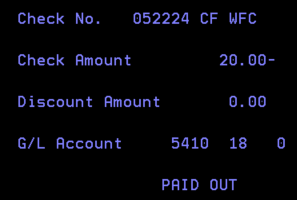 Check No. 052224 CF WFC
Check Amount 20.00-
Discount Amount 0.00
G/L Account 5410 18 0
PAID OUT